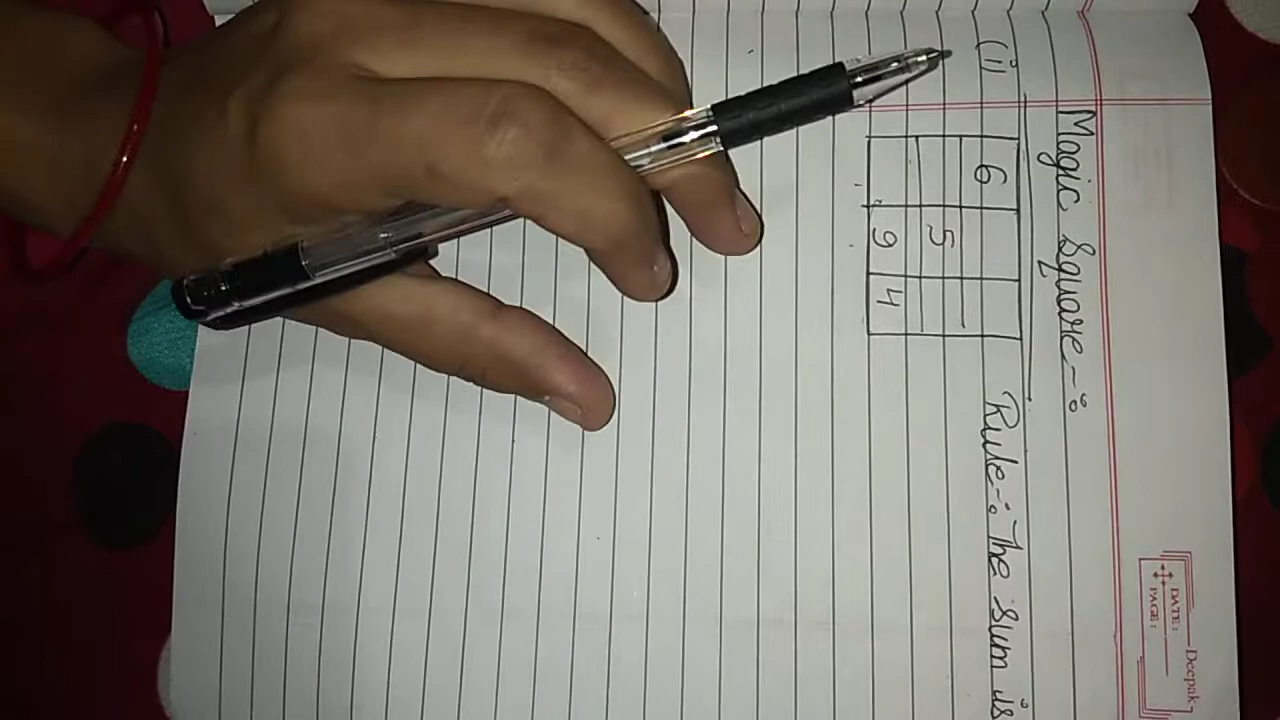 Deepak
DATE:
PAGE:
Magic Square-:
(i) Rule-: The sum is
6
5
9 4